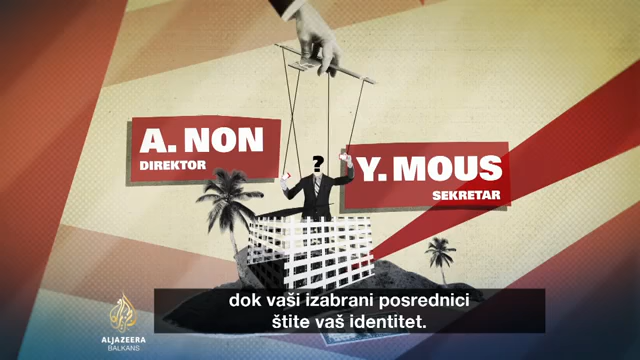 A. NON
DIREKTOR
?
Y. MOUS
SEKRETAR
dok vaši izabrani posrednici
štite vaš identitet.
ALJAZEERA
BALKANS